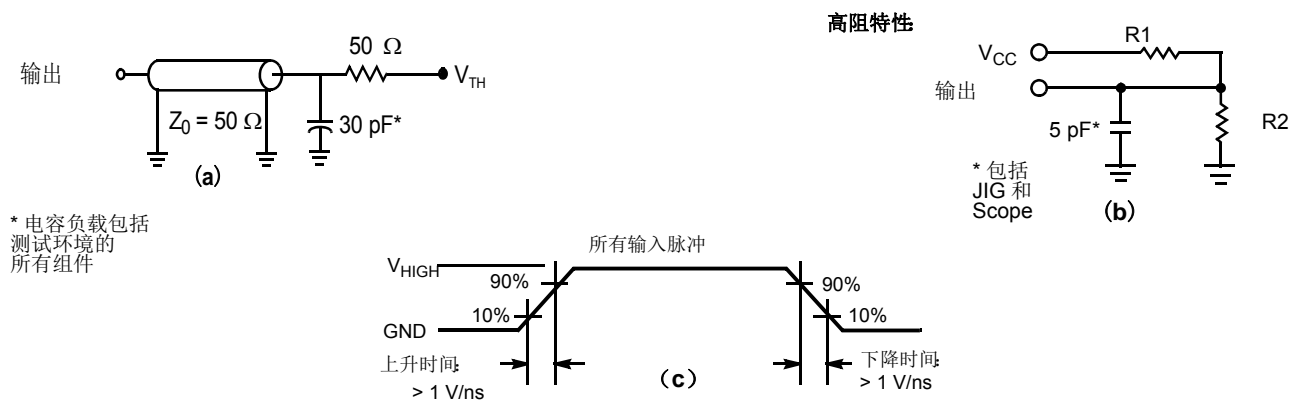 输出
50 Ω
V_TH
Z₀ = 50 Ω
30 pF*
(a)
* 电容负载包括
测试环境的
所有组件
高阻特性:
V_CC
R1
输出
5 pF*
R2
* 包括
JIG 和
Scope
(b)
所有输入脉冲
V_HIGH
90%
10%
GND
90%
10%
上升时间:
> 1 V/ns
(c)
下降时间:
> 1 V/ns